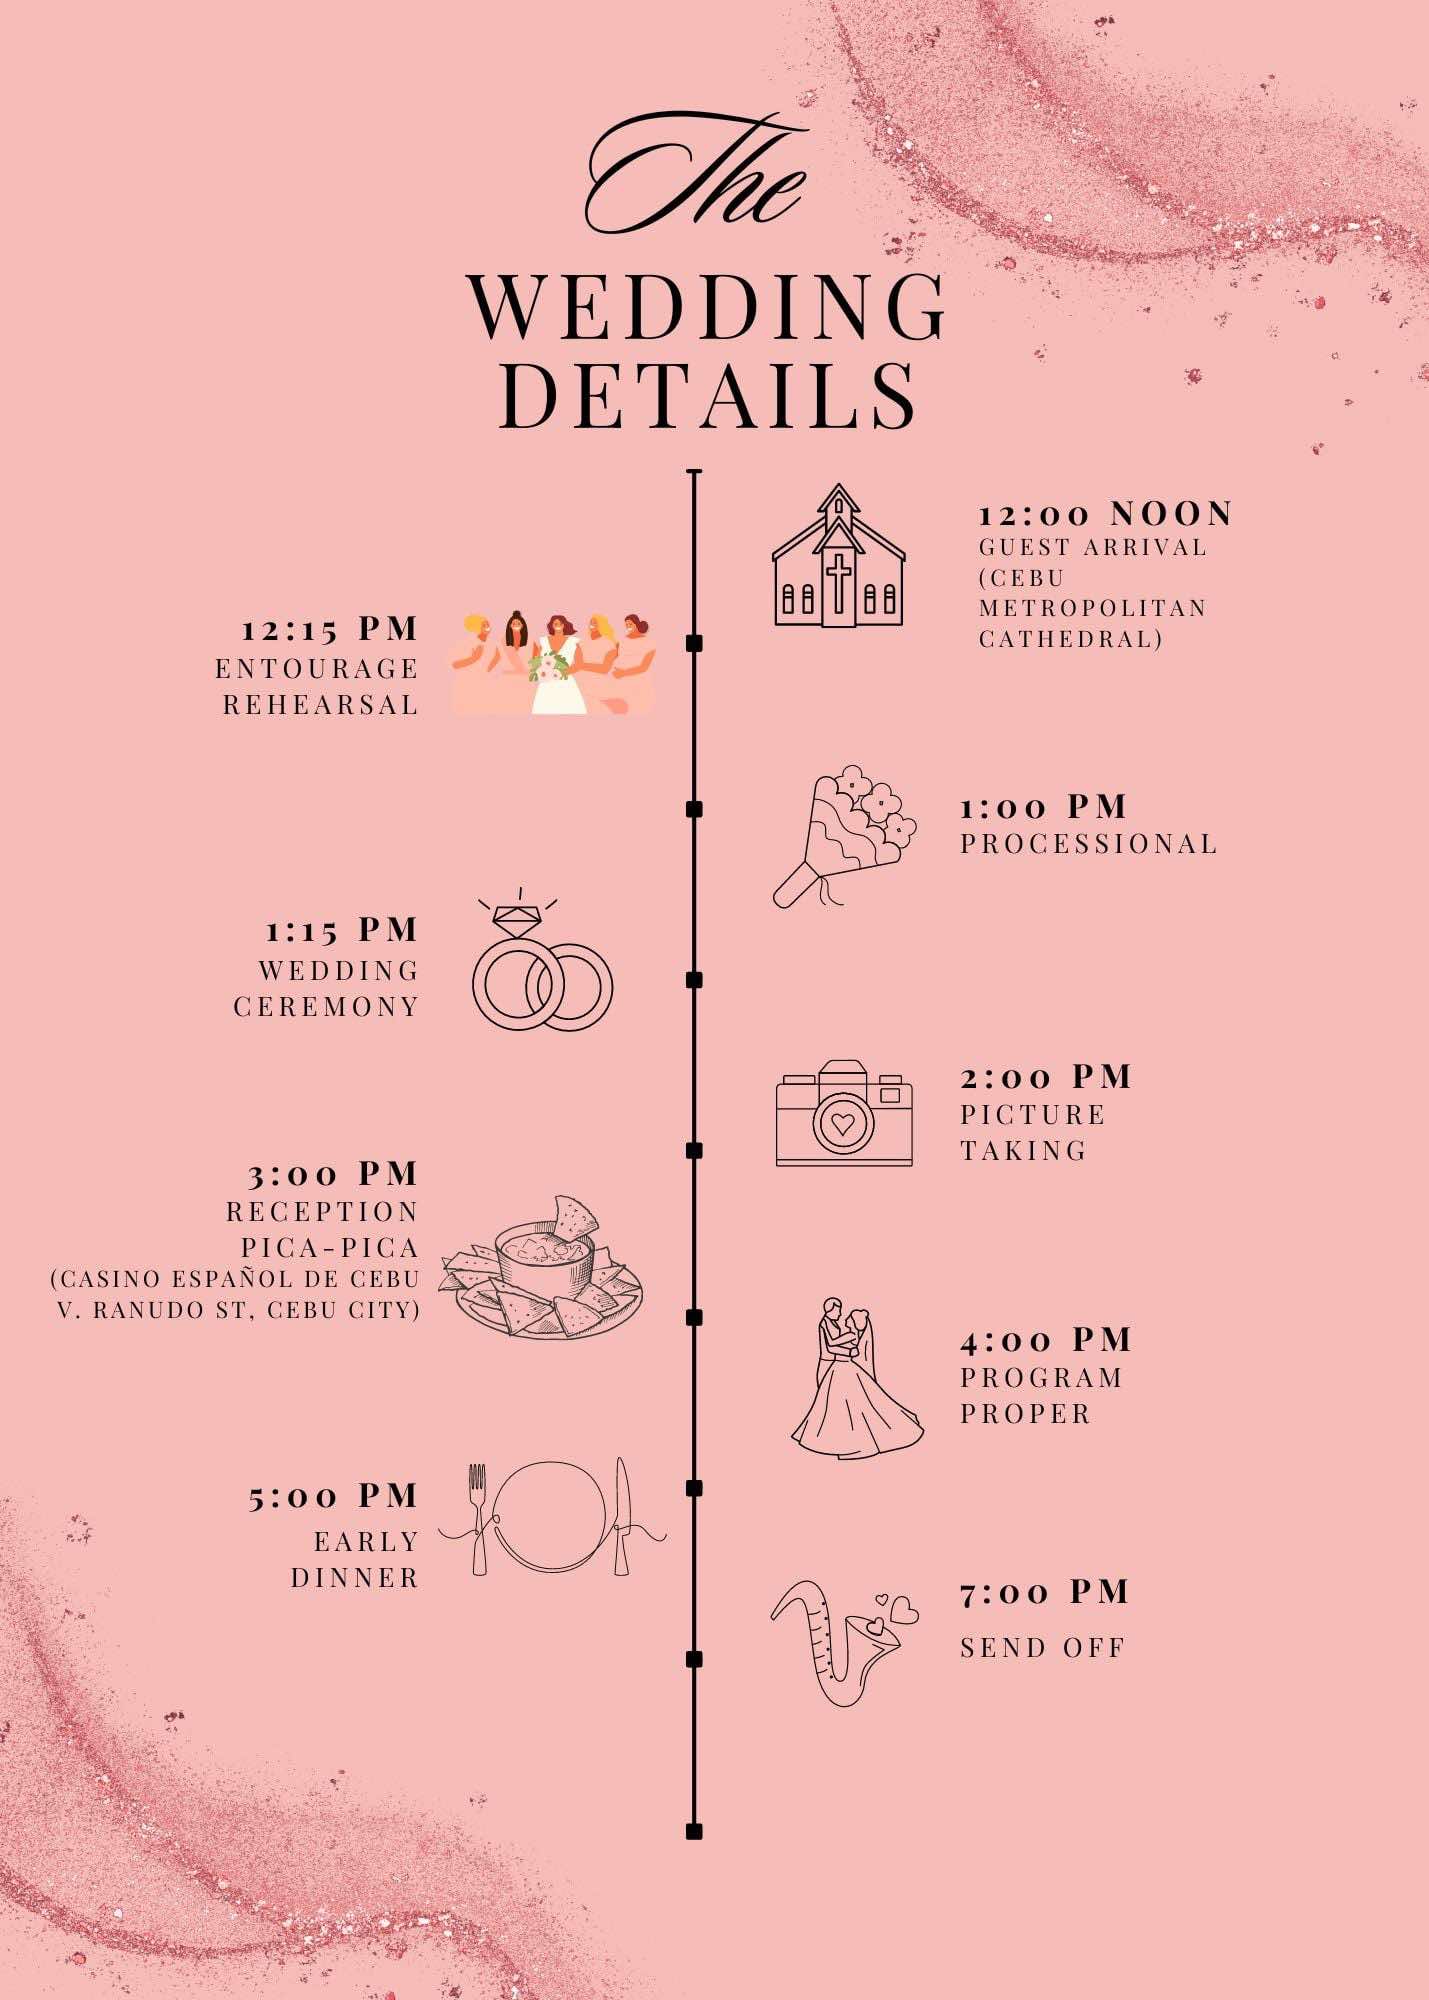 The
WEDDING
DETAILS
12:00 NOON
GUEST ARRIVAL
(CEBU
METROPOLITAN
CATHEDRAL)
12:15 PM
ENTOURAGE
REHEARSAL
1:00 PM
PROCESSIONAL
1:15 PM
WEDDING
CEREMONY
2:00 PM
PICTURE
TAKING
3:00 PM
RECEPTION
PICA-PICA
(CASINO ESPAÑOL DE CEBU
V. RANUDO ST, CEBU CITY)
4:00 PM
PROGRAM
PROPER
5:00 PM
EARLY
DINNER
7:00 PM
SEND OFF